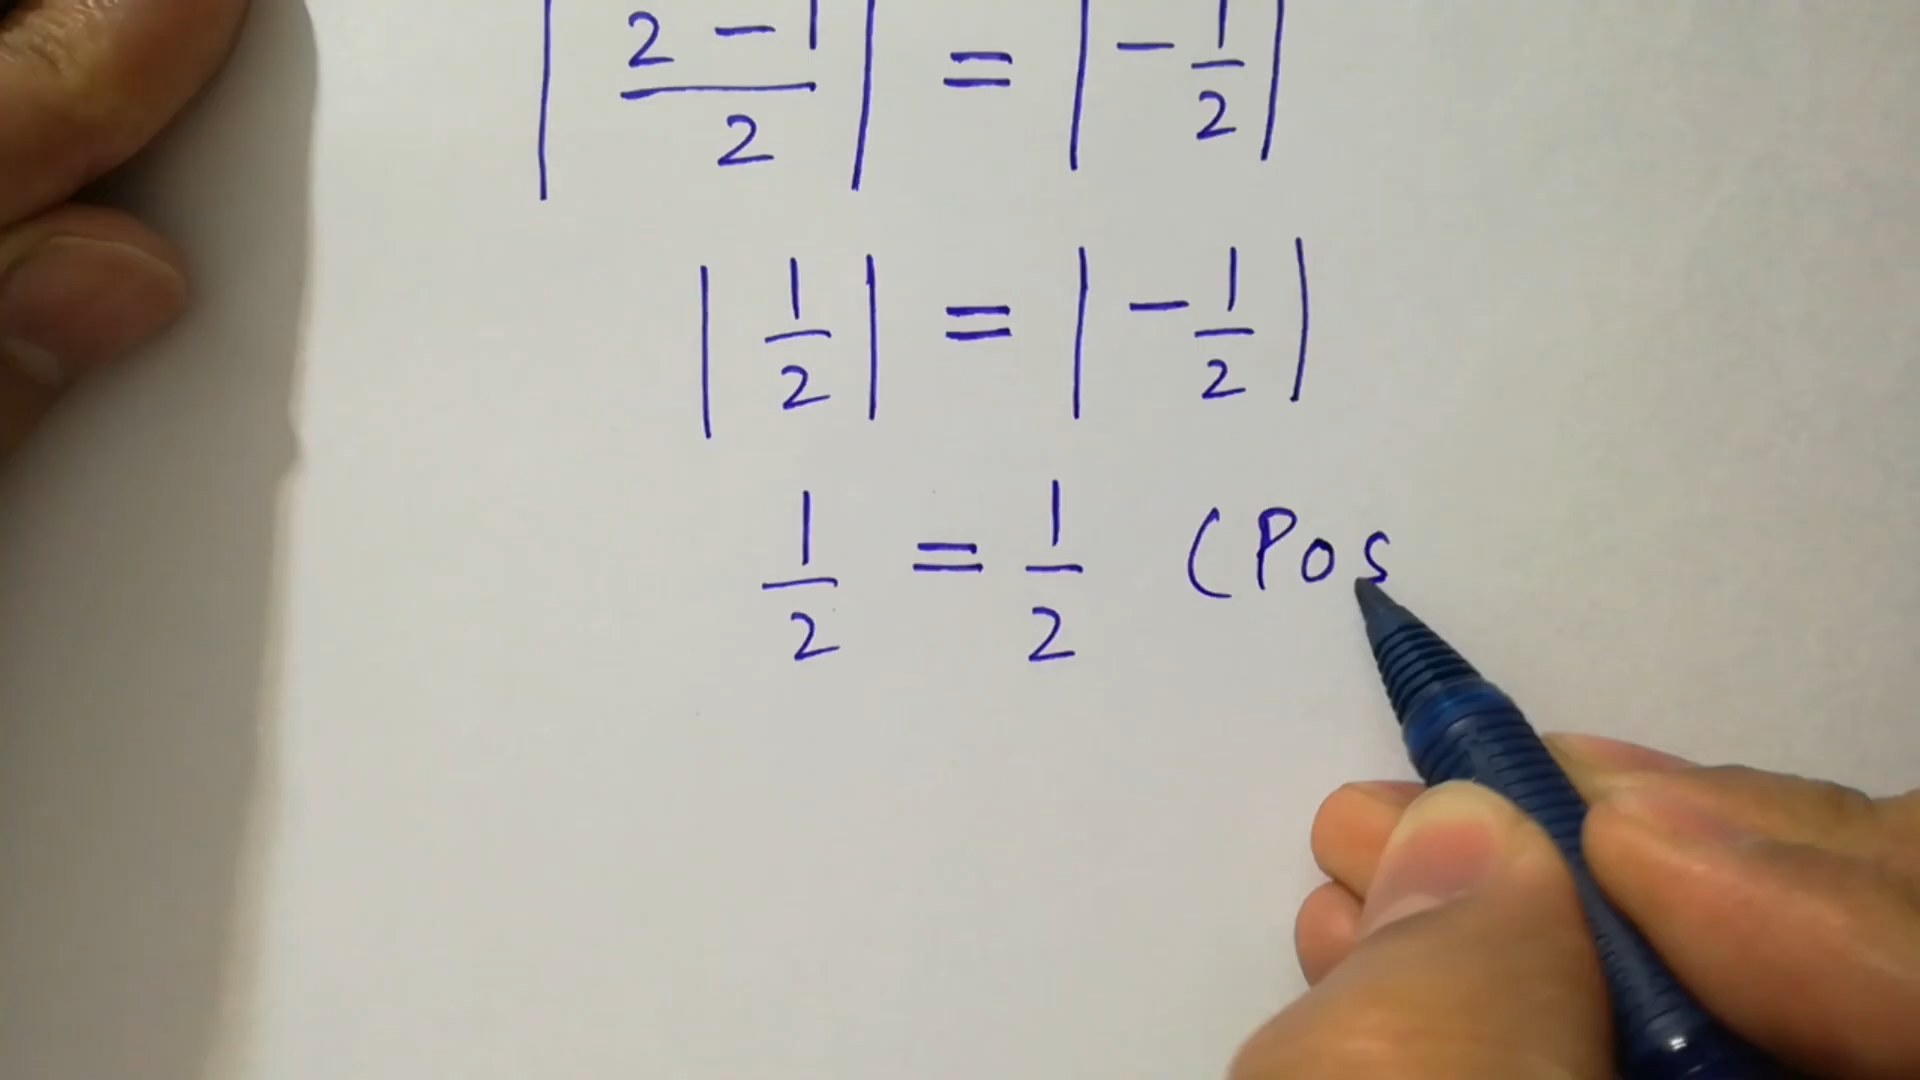 | (2 - 1)/2 | = | - 1/2 |
| 1/2 | = | - 1/2 |
1/2 = 1/2 (Pos